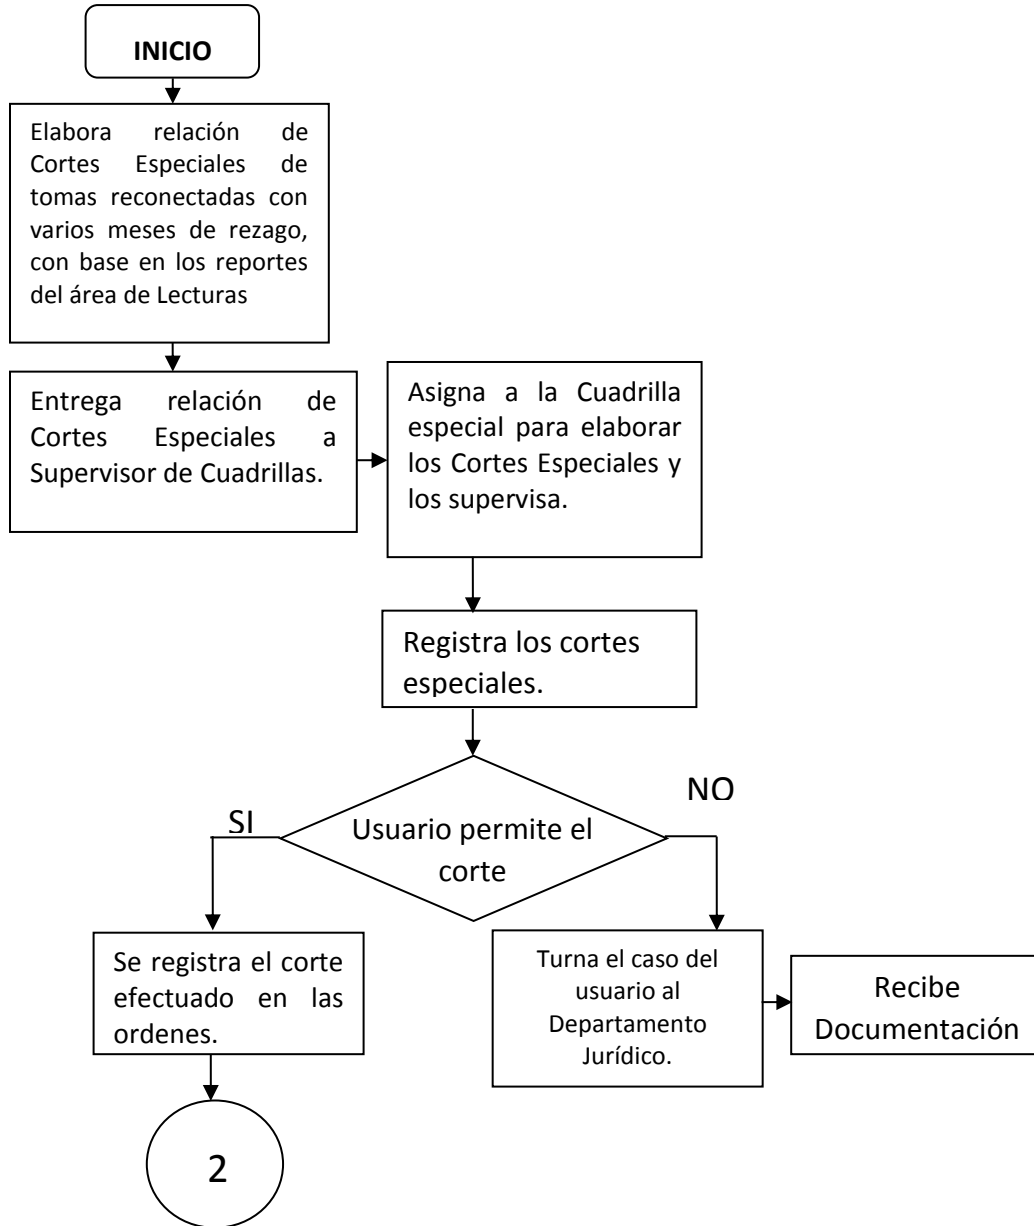 INICIO
Elabora relación de
Cortes Especiales de
tomas reconectadas con
varios meses de rezago,
con base en los reportes
del área de Lecturas
Entrega relación de
Cortes Especiales a
Supervisor de Cuadrillas.
Asigna a la Cuadrilla
especial para elaborar
los Cortes Especiales y
los supervisa.
Registra los cortes
especiales.
NO
SI
Usuario permite el
corte
Se registra el corte
efectuado en las
ordenes.
Turna el caso del
usuario al
Departamento
Jurídico.
Recibe
Documentación
2